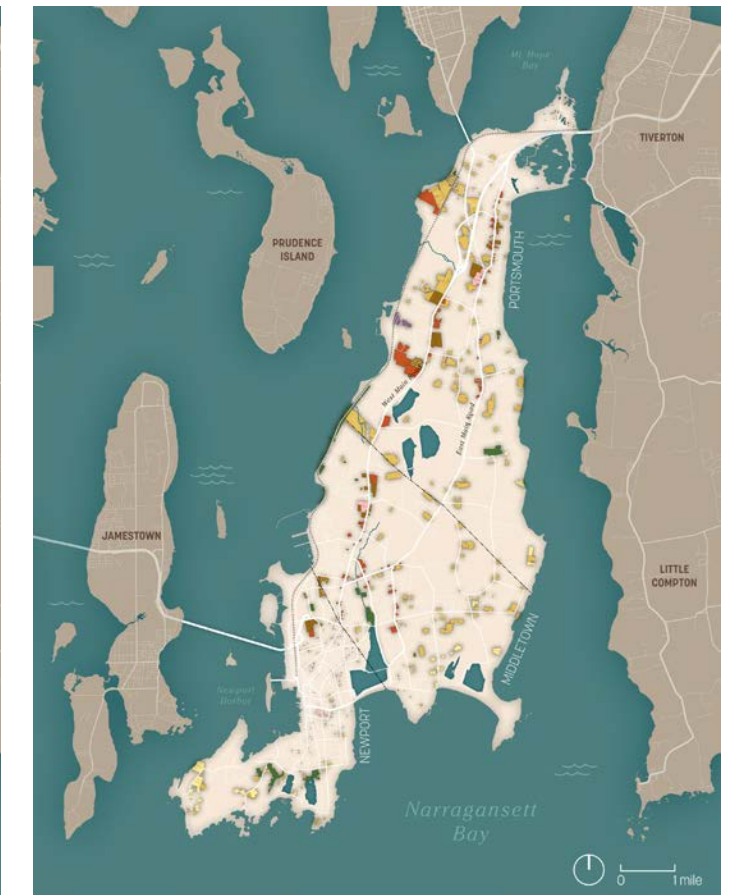 Mt. Hope
Bay
TIVERTON
PRUDENCE
ISLAND
PORTSMOUTH
West Main
East Main Road
JAMESTOWN
LITTLE
COMPTON
MIDDLETOWN
Newport
Harbor
NEWPORT
Narragansett
Bay
0 1 mile